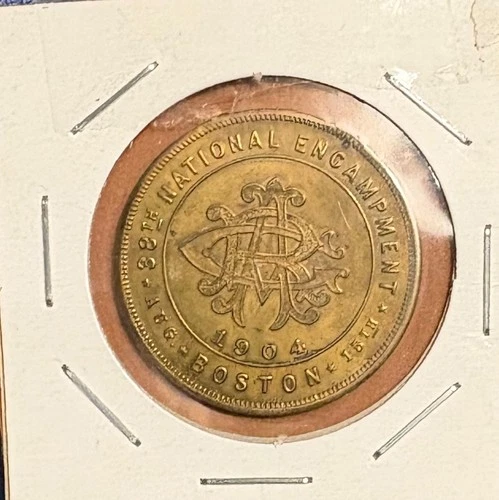 38TH NATIONAL ENCAMPMENT
1904
AUG. ★ BOSTON ★ 15TH ★